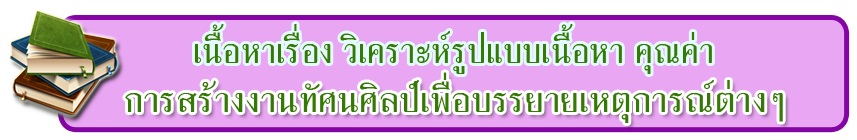 เนื้อหาเรื่อง วิเคราะห์รูปแบบเนื้อหา คุณค่า
การสร้างงานทัศนศิลป์เพื่อบรรยายเหตุการณ์ต่างๆ